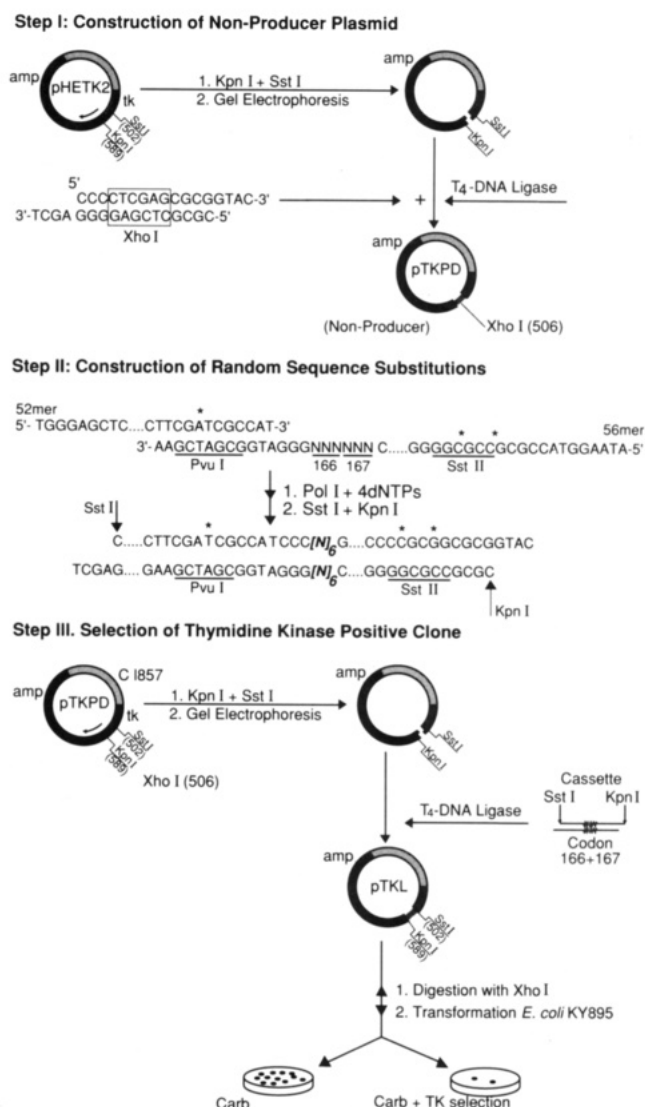 Step I: Construction of Non-Producer Plasmid
amp
pHETK2
tk
Sst I
(502)
Kpn I
(589)
1. Kpn I + Sst I
2. Gel Electrophoresis
Sst I
Kpn I
5'
CCCCTCGAGCGCGGTAC-3'
3'-TCGA GGGGAGCTCGCGC-5'
Xho I
+
T4-DNA Ligase
amp
pTKPD
(Non-Producer)
Xho I (506)
Step II: Construction of Random Sequence Substitutions
52mer
*
5'- TGGGAGCTC....CTTCGATCGCCAT-3'
* *
56mer
3'-AAGCTAGCGGTAGGGNNNNNN C.....GGGGCGCCGCGCCATGGAATA-5'
Pvu I
166 167
Sst II
1. Pol I + 4dNTPs
2. Sst I + Kpn I
Sst I
* * *
C.....CTTCGATCGCCATCCC[N]6G....CCCCGCGGCGCGGTAC
TCGAG....GAAGCTAGCGGTAGGG[N]6C....GGGGCGCCGCGC
Pvu I
Sst II
Kpn I
Step III. Selection of Thymidine Kinase Positive Clone
C I857
amp
pTKPD
tk
Sst I
(502)
Kpn I
(589)
Xho I (506)
1. Kpn I + Sst I
2. Gel Electrophoresis
amp
Sst I
Kpn I
T4-DNA Ligase
Cassette
Sst I Kpn I
Codon
166+167
amp
pTKL
Sst I
(502)
Kpn I
(589)
1. Digestion with Xho I
2. Transformation E. coli KY895
Carb
Carb + TK selection